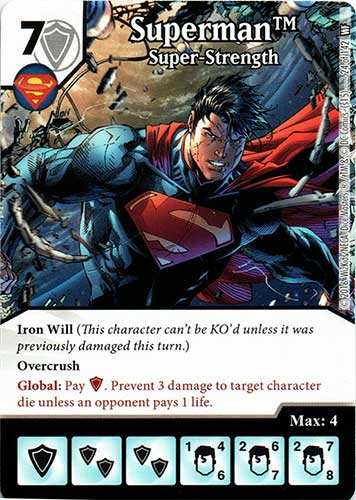 7
Superman™
Super-Strength
Iron Will (This character can't be KO'd unless it was
previously damaged this turn.)
Overcrush
Global: Pay . Prevent 3 damage to target character
die unless an opponent pays 1 life.
Max: 4
1 4 6
2 6 7
2 7 8